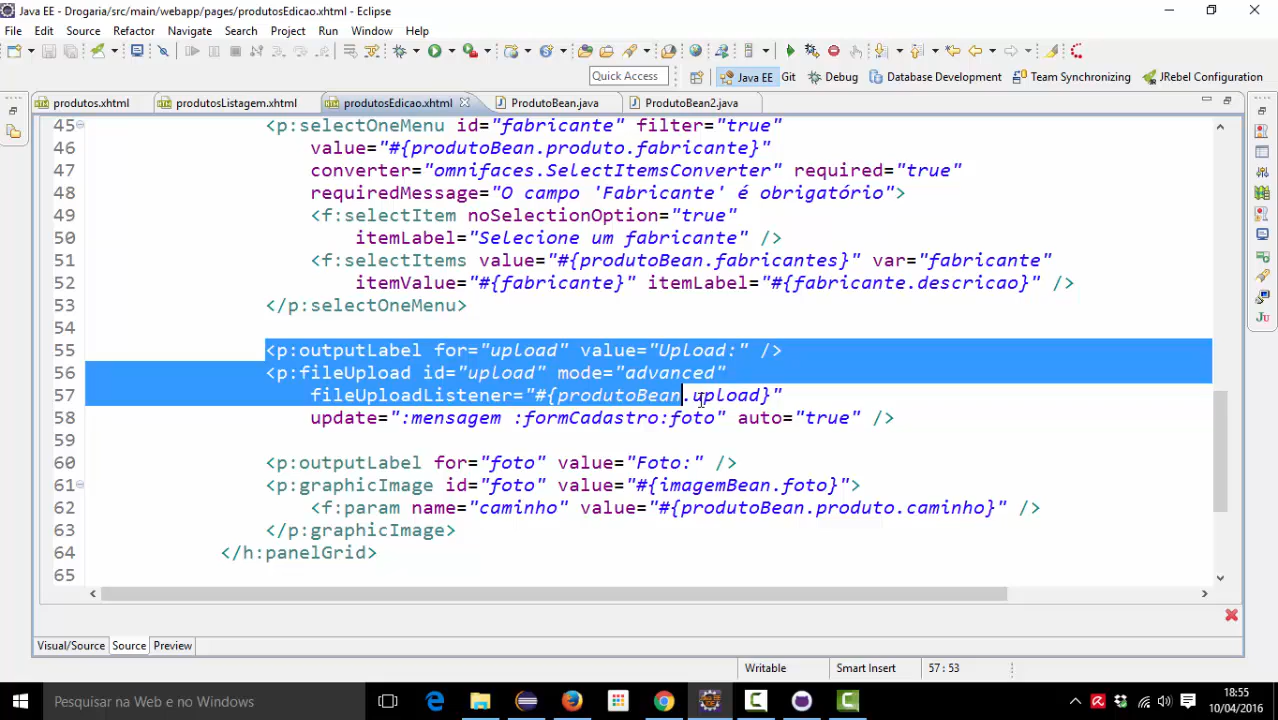 Java EE - Drogaria/src/main/webapp/pages/produtosEdicao.xhtml - Eclipse
File Edit Source Refactor Navigate Search Project Run Window Help
Quick Access Java EE Git Debug Database Development Team Synchronizing JRebel Configuration
produtos.xhtml produtosListagem.xhtml produtosEdicao.xhtml ProdutoBean.java ProdutoBean2.java
45 <p:selectOneMenu id="fabricante" filter="true"
46 value="#{produtoBean.produto.fabricante}"
47 converter="omnifaces.SelectItemsConverter" required="true"
48 requiredMessage="O campo 'Fabricante' é obrigatório">
49 <f:selectItem noSelectionOption="true"
50 itemLabel="Selecione um fabricante" />
51 <f:selectItems value="#{produtoBean.fabricantes}" var="fabricante"
52 itemValue="#{fabricante}" itemLabel="#{fabricante.descricao}" />
53 </p:selectOneMenu>
54
55 <p:outputLabel for="upload" value="Upload:" />
56 <p:fileUpload id="upload" mode="advanced"
57 fileUploadListener="#{produtoBean.upload}"
58 update=":mensagem :formCadastro:foto" auto="true" />
59
60 <p:outputLabel for="foto" value="Foto:" />
61 <p:graphicImage id="foto" value="#{imagemBean.foto}">
62 <f:param name="caminho" value="#{produtoBean.produto.caminho}" />
63 </p:graphicImage>
64 </h:panelGrid>
65
Visual/Source Source Preview
Writable Smart Insert 57 : 53
Pesquisar na Web e no Windows
18:55
10/04/2016